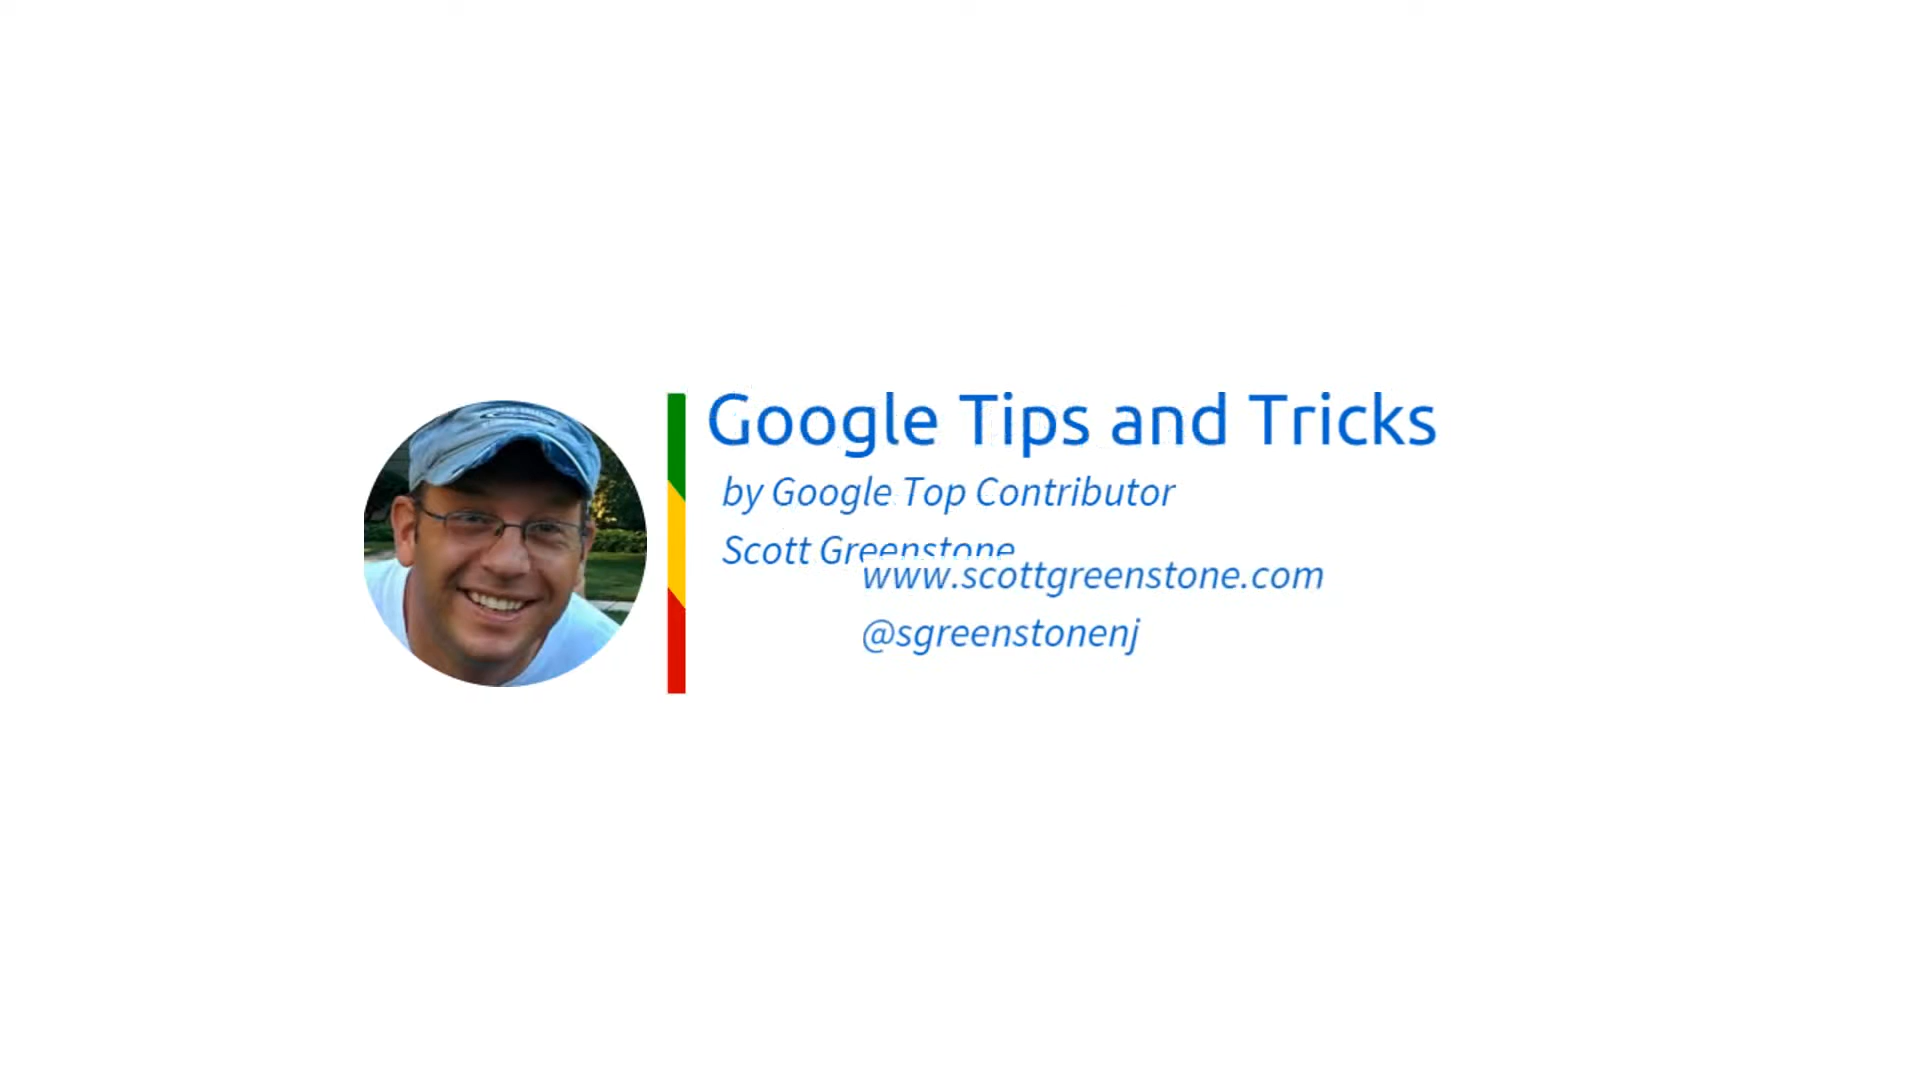 Google Tips and Tricks
by Google Top Contributor
Scott Greenstone
www.scottgreenstone.com
@sgreenstonenj